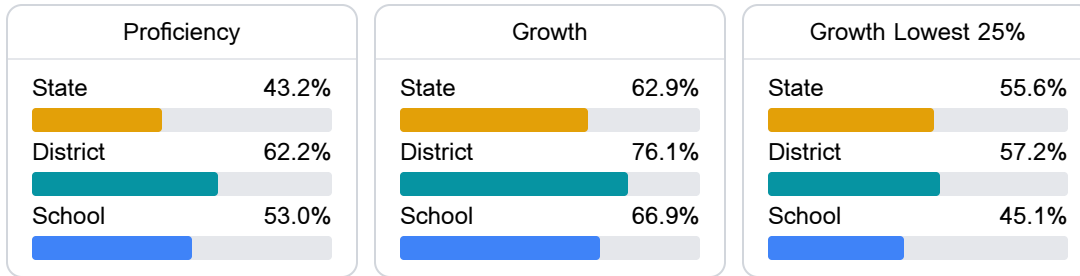 Proficiency
State 43.2%
District 62.2%
School 53.0%
Growth
State 62.9%
District 76.1%
School 66.9%
Growth Lowest 25%
State 55.6%
District 57.2%
School 45.1%